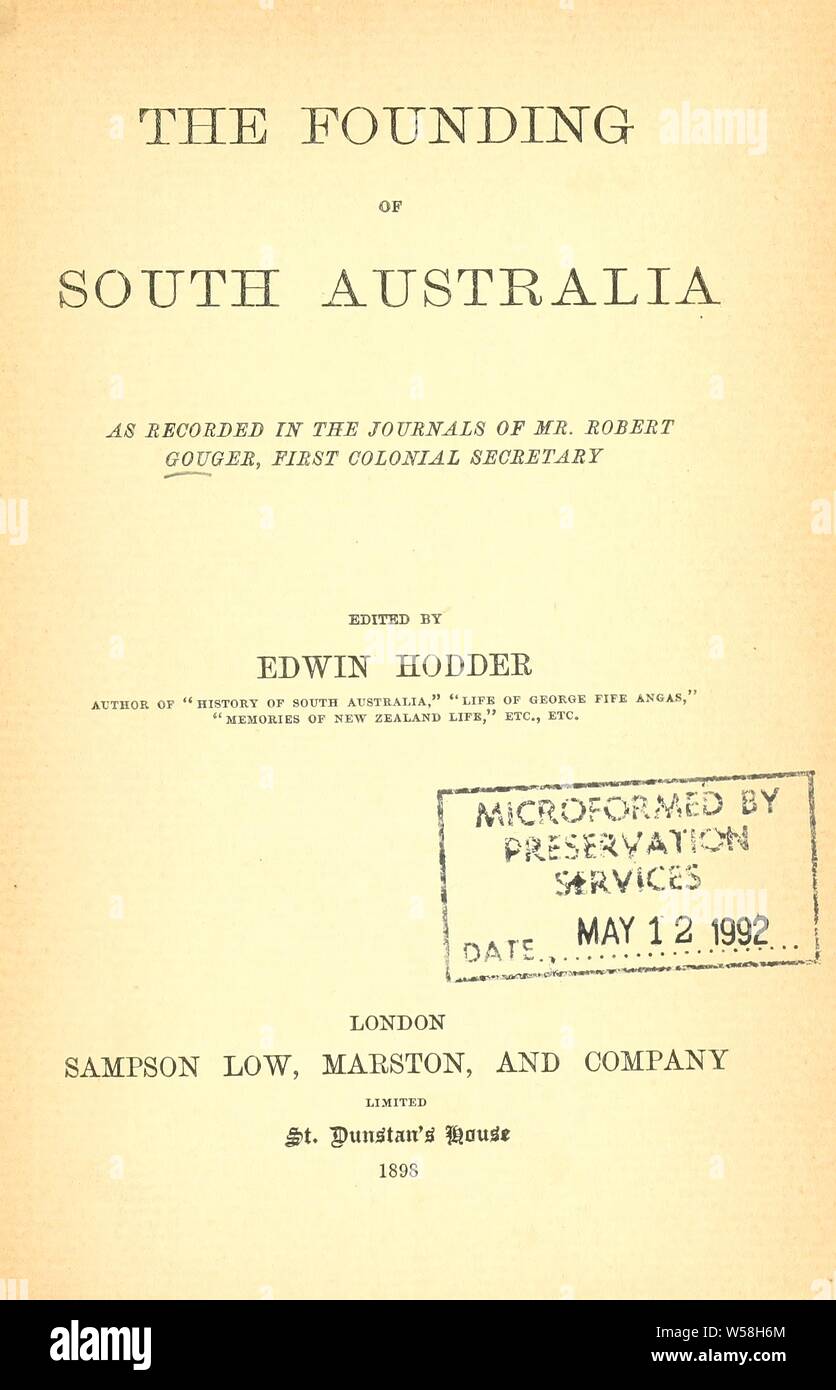 THE FOUNDING
OF
SOUTH AUSTRALIA
AS RECORDED IN THE JOURNALS OF MR. ROBERT
GOUGER, FIRST COLONIAL SECRETARY
EDITED BY
EDWIN HODDER
AUTHOR OF "HISTORY OF SOUTH AUSTRALIA," "LIFE OF GEORGE FIFE ANGAS,"
"MEMORIES OF NEW ZEALAND LIFE," ETC., ETC.
MICROFORMED BY
PRESERVATION
SERVICES
DATE MAY 12 1992
LONDON
SAMPSON LOW, MARSTON, AND COMPANY
LIMITED
St. Dunstan's House
1898
alamy
Image ID: W58H6M
www.alamy.com